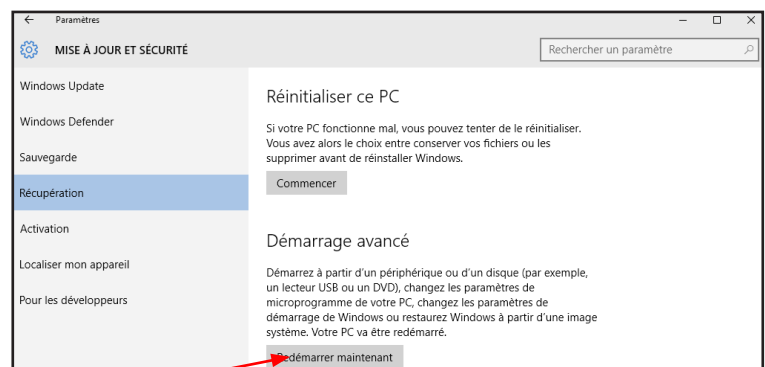 Paramètres
MISE À JOUR ET SÉCURITÉ
Rechercher un paramètre
Windows Update
Windows Defender
Sauvegarde
Récupération
Activation
Localiser mon appareil
Pour les développeurs
Réinitialiser ce PC
Si votre PC fonctionne mal, vous pouvez tenter de le réinitialiser.
Vous avez alors le choix entre conserver vos fichiers ou les
supprimer avant de réinstaller Windows.
Commencer
Démarrage avancé
Démarrez à partir d'un périphérique ou d'un disque (par exemple,
un lecteur USB ou un DVD), changez les paramètres de
microprogramme de votre PC, changez les paramètres de
démarrage de Windows ou restaurez Windows à partir d'une image
système. Votre PC va être redémarré.
Redémarrer maintenant